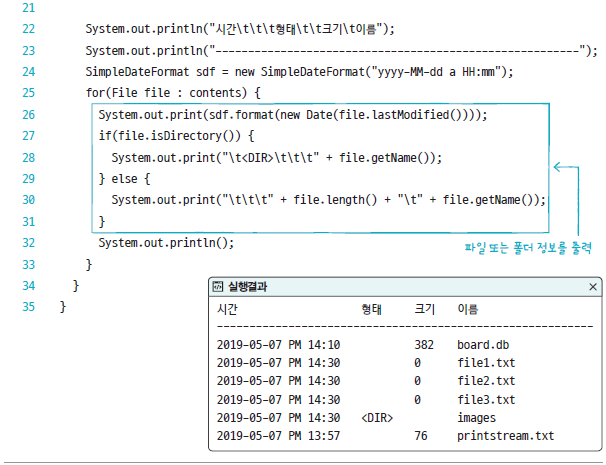 21
22 System.out.println("시간\t\t\t형태\t\t크기\t이름");
23 System.out.println("---------------------------------------------------------");
24 SimpleDateFormat sdf = new SimpleDateFormat("yyyy-MM-dd a HH:mm");
25 for(File file : contents) {
26 System.out.print(sdf.format(new Date(file.lastModified())));
27 if(file.isDirectory()) {
28 System.out.print("\t<DIR>\t\t\t" + file.getName());
29 } else {
30 System.out.print("\t\t\t" + file.length() + "\t" + file.getName());
31 }
32 System.out.println();
파일 또는 폴더 정보를 출력
33 }
34 }
35 }
실행결과 ×
시간 형태 크기 이름
---------------------------------------------------------
2019-05-07 PM 14:10 382 board.db
2019-05-07 PM 14:30 0 file1.txt
2019-05-07 PM 14:30 0 file2.txt
2019-05-07 PM 14:30 0 file3.txt
2019-05-07 PM 14:30 <DIR> images
2019-05-07 PM 13:57 76 printstream.txt